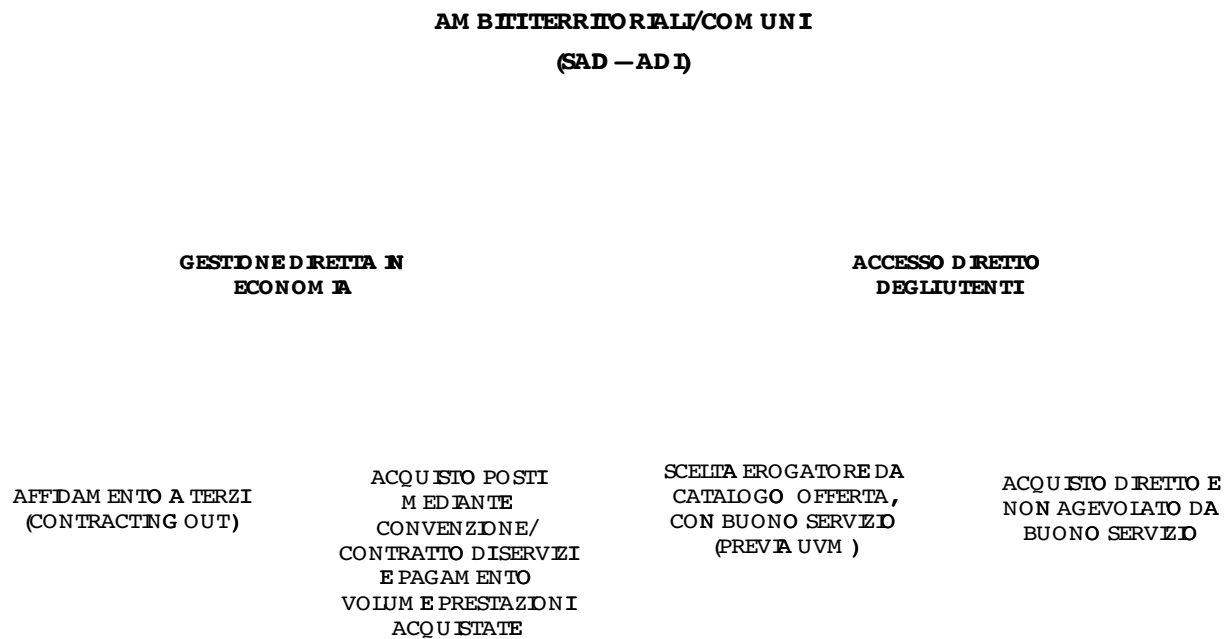 AMBITI TERRITORIALI/COMUNI
(SAD – ADI)
GESTIONE DIRETTA IN
ECONOMIA
ACCESSO DIRETTO
DEGLI UTENTI
AFFIDAMENTO A TERZI
(CONTRACTING OUT)
ACQUISTO POSTI
MEDIANTE
CONVENZIONE/
CONTRATTO DI SERVIZI
E PAGAMENTO
VOLUME PRESTAZIONI
ACQUISTATE
SCELTA EROGATORE DA
CATALOGO OFFERTA,
CON BUONO SERVIZIO
(PREVIA UVM)
ACQUISTO DIRETTO E
NON AGEVOLATO DA
BUONO SERVIZIO